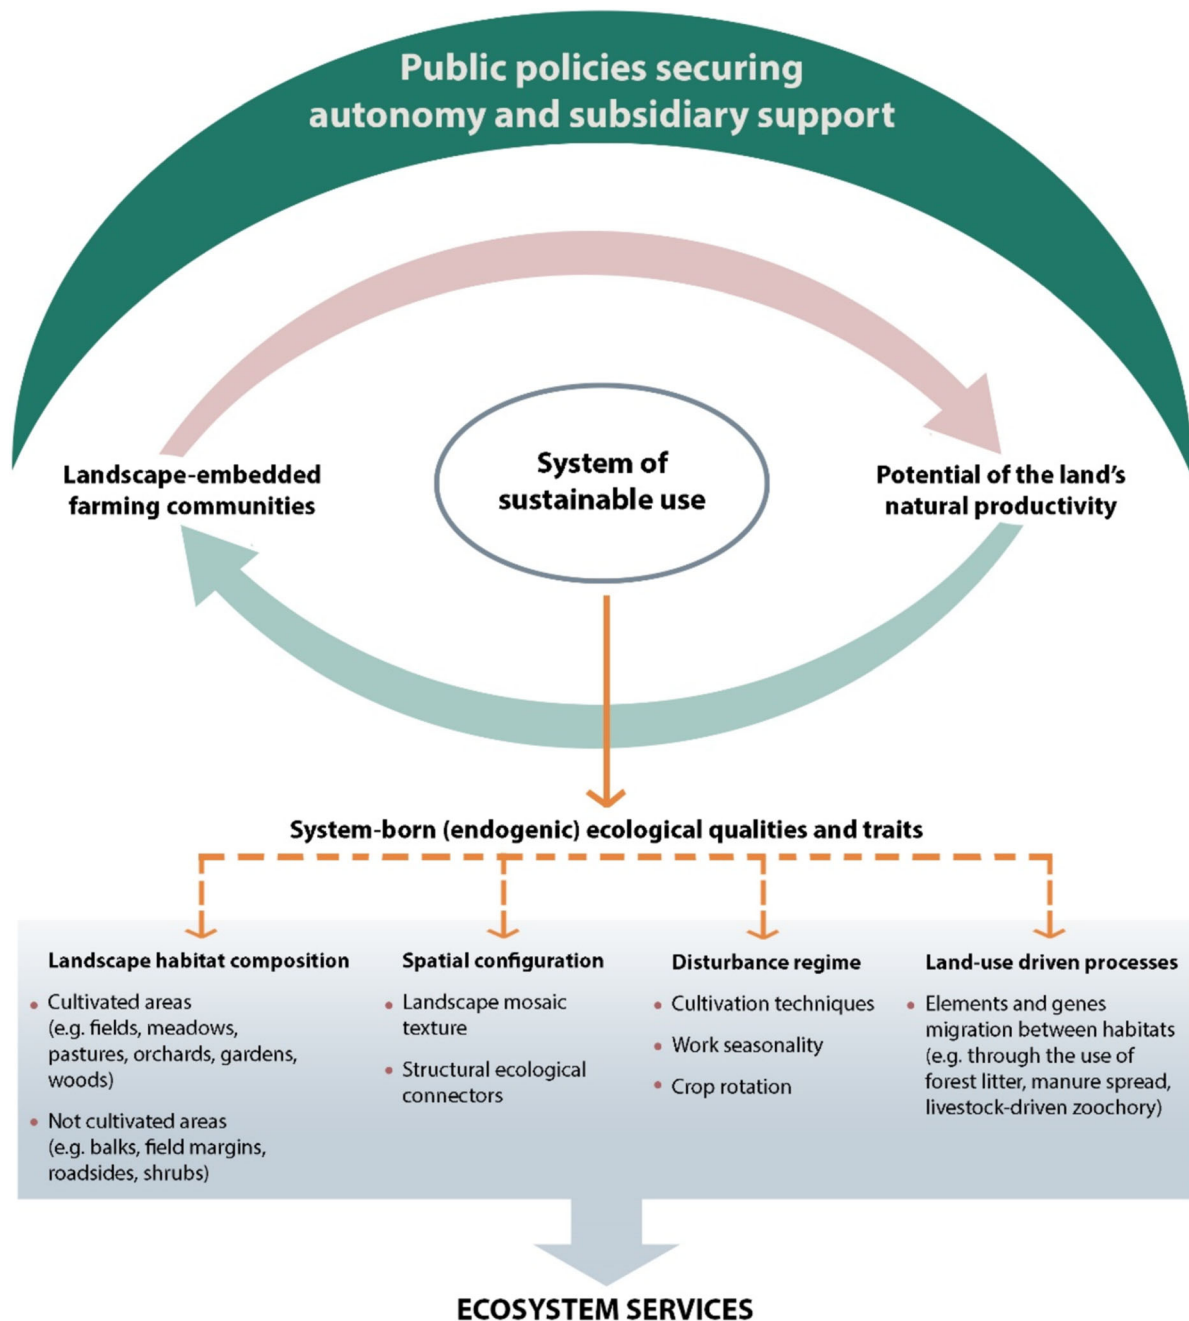 Public policies securing
autonomy and subsidiary support
Landscape-embedded
farming communities
System of
sustainable use
Potential of the land's
natural productivity
System-born (endogenic) ecological qualities and traits
Landscape habitat composition
• Cultivated areas
(e.g. fields, meadows,
pastures, orchards, gardens,
woods)
• Not cultivated areas
(e.g. balks, field margins,
roadsides, shrubs)
Spatial configuration
• Landscape mosaic
texture
• Structural ecological
connectors
Disturbance regime
• Cultivation techniques
• Work seasonality
• Crop rotation
Land-use driven processes
• Elements and genes
migration between habitats
(e.g. through the use of
forest litter, manure spread,
livestock-driven zoochory)
ECOSYSTEM SERVICES